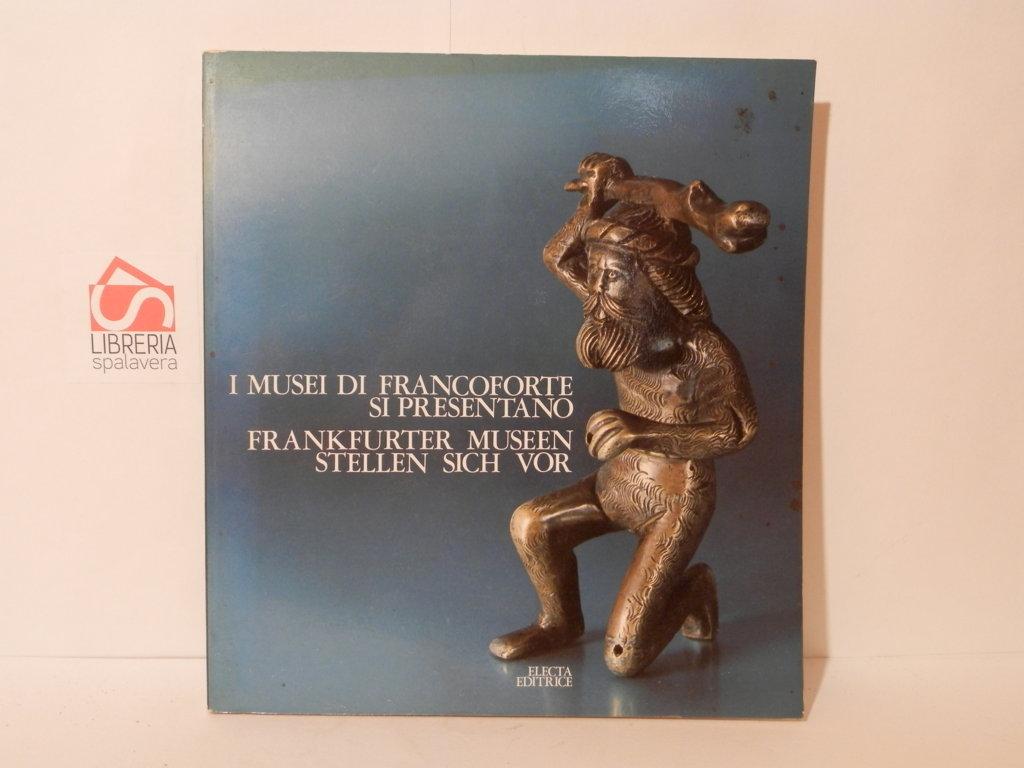 LIBRERIA
spalavera
I MUSEI DI FRANCOFORTE
SI PRESENTANO
FRANKFURTER MUSEEN
STELLEN SICH VOR
ELECTA
EDITRICE